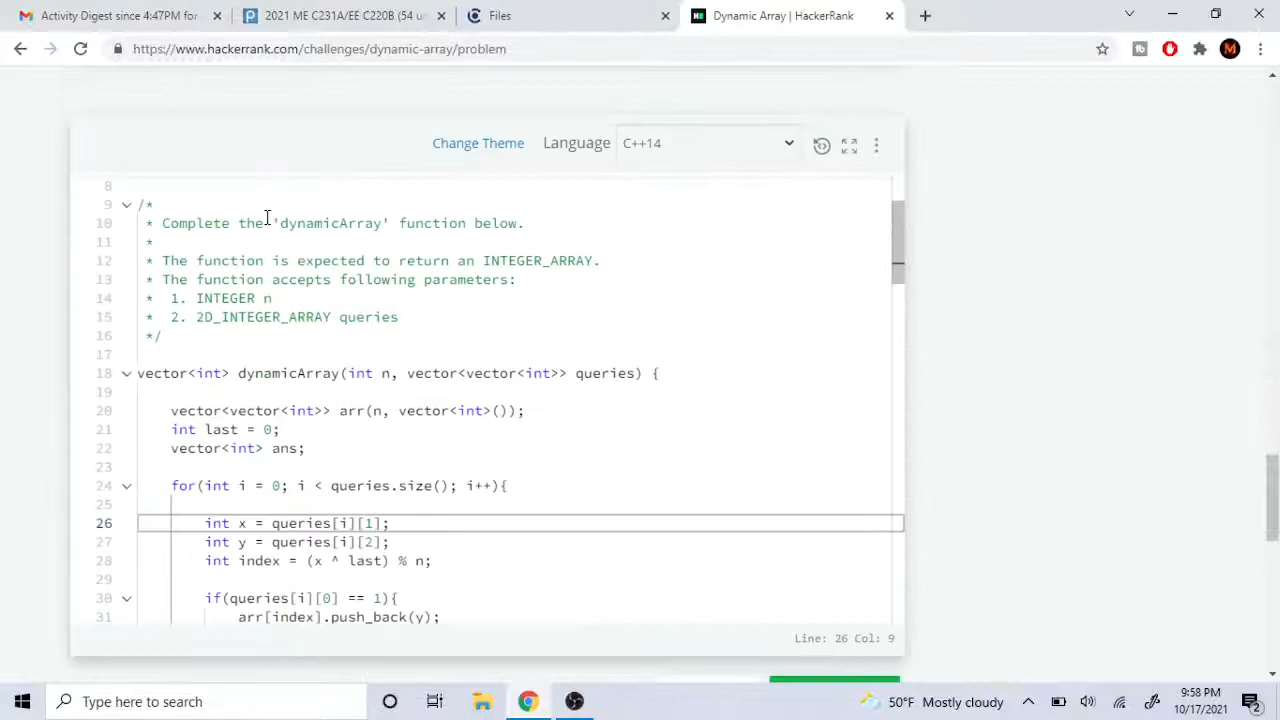 Activity Digest since 4:47PM for
2021 ME C231A/EE C220B (54 u
Files
Dynamic Array | HackerRank
https://www.hackerrank.com/challenges/dynamic-array/problem
M
Change Theme Language C++14
8
9 /*
10 * Complete the 'dynamicArray' function below.
11 *
12 * The function is expected to return an INTEGER_ARRAY.
13 * The function accepts following parameters:
14 * 1. INTEGER n
15 * 2. 2D_INTEGER_ARRAY queries
16 */
17
18 vector<int> dynamicArray(int n, vector<vector<int>> queries) {
19
20 vector<vector<int>> arr(n, vector<int>());
21 int last = 0;
22 vector<int> ans;
23
24 for(int i = 0; i < queries.size(); i++){
25
26 int x = queries[i][1];
27 int y = queries[i][2];
28 int index = (x ^ last) % n;
29
30 if(queries[i][0] == 1){
31 arr[index].push_back(y);
Line: 26 Col: 9
Type here to search
50°F Mostly cloudy
9:58 PM
10/17/2021
2